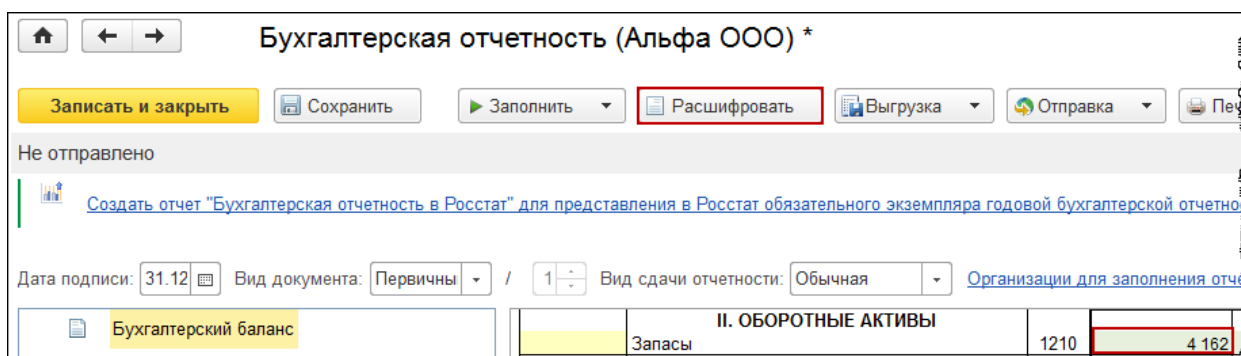 Бухгалтерская отчетность (Альфа ООО) *
Записать и закрыть Сохранить Заполнить Расшифровать Выгрузка Отправка Печ
Не отправлено
Создать отчет "Бухгалтерская отчетность в Росстат" для представления в Росстат обязательного экземпляра годовой бухгалтерской отчетно
Дата подписи: 31.12 Вид документа: Первичны / 1 Вид сдачи отчетности: Обычная Организации для заполнения отче
Бухгалтерский баланс
II. ОБОРОТНЫЕ АКТИВЫ
Запасы 1210 4 162